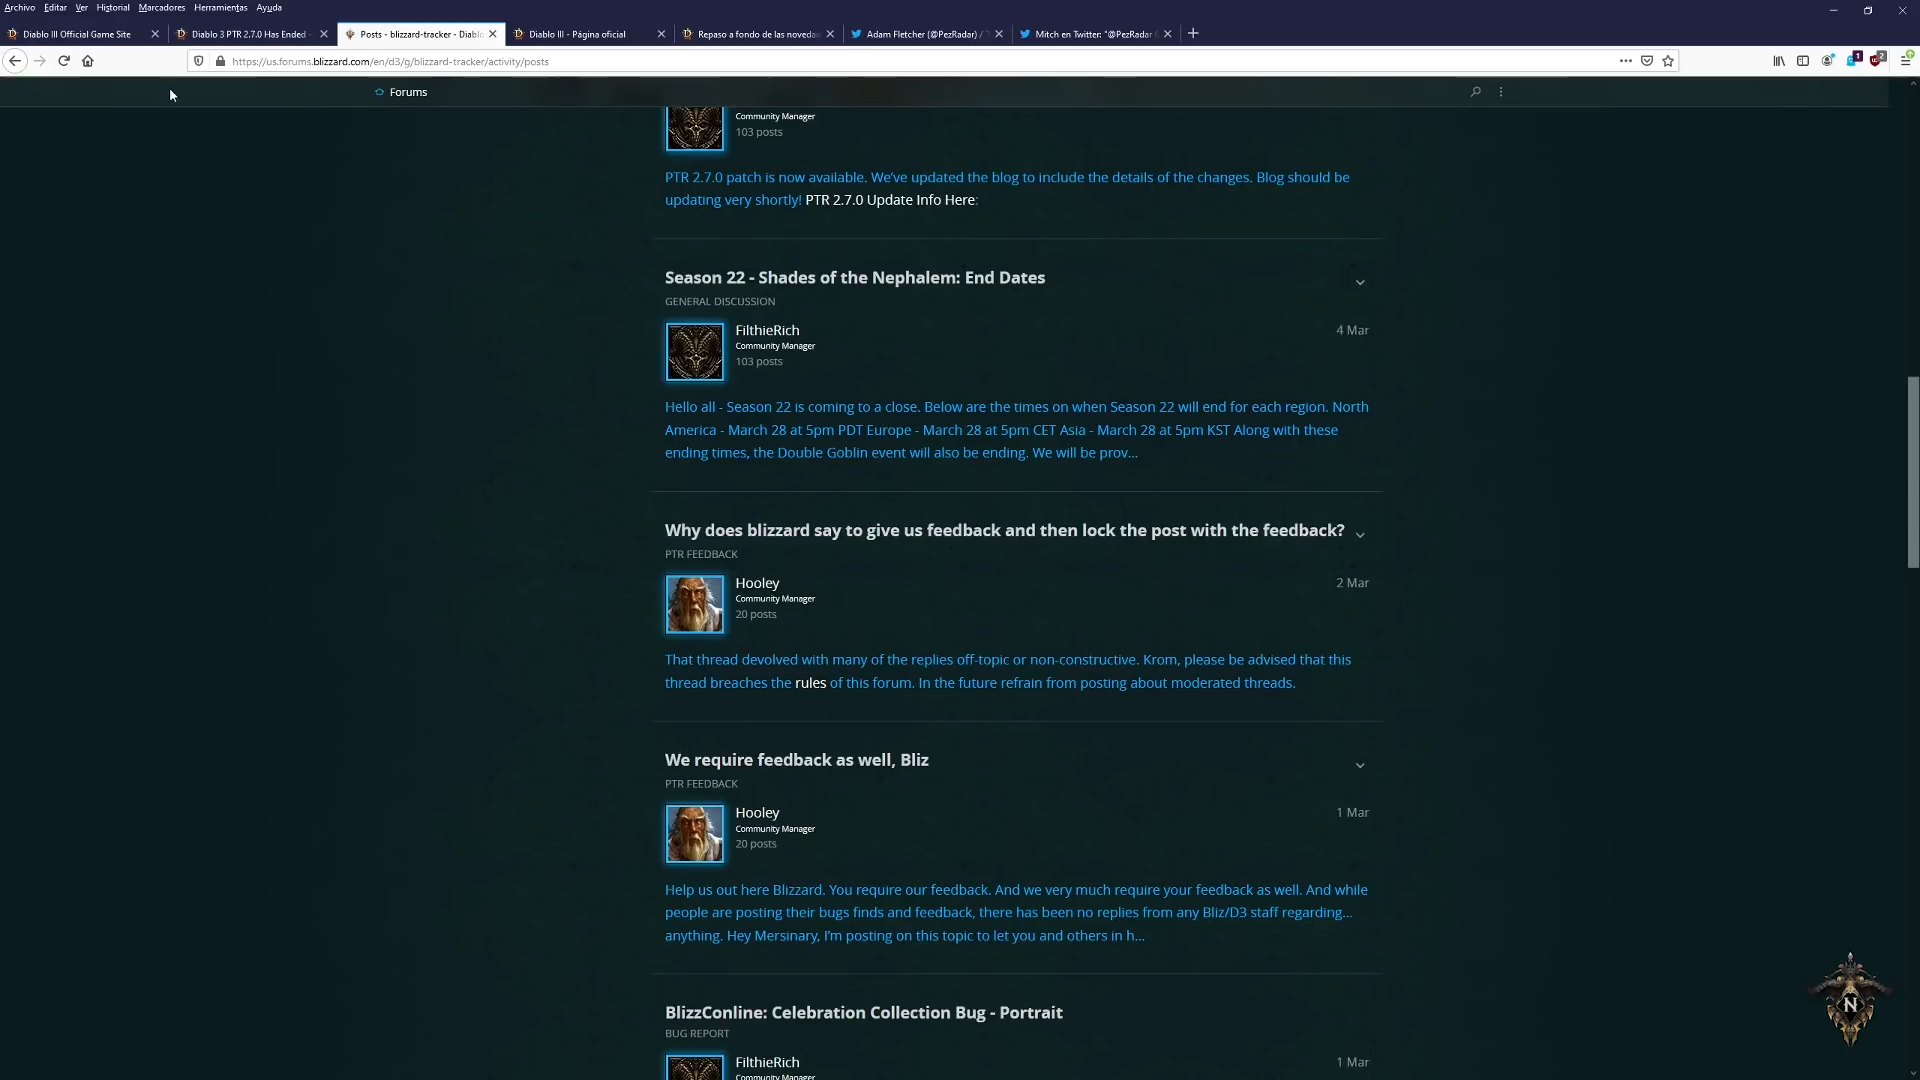 Archivo Editar Ver Historial Marcadores Herramientas Ayuda
Diablo III Official Game Site
Diablo 3 PTR 2.7.0 Has Ended -
Posts - blizzard-tracker - Diablo
Diablo III - Página oficial
Repaso a fondo de las noveda
Adam Fletcher (@PezRadar) / T
Mitch en Twitter: "@PezRadar
https://us.forums.blizzard.com/en/d3/g/blizzard-tracker/activity/posts
1
2
Forums
Community Manager
103 posts
PTR 2.7.0 patch is now available. We've updated the blog to include the details of the changes. Blog should be
updating very shortly! PTR 2.7.0 Update Info Here:
Season 22 - Shades of the Nephalem: End Dates
GENERAL DISCUSSION
FilthieRich
4 Mar
Community Manager
103 posts
Hello all - Season 22 is coming to a close. Below are the times on when Season 22 will end for each region. North
America - March 28 at 5pm PDT Europe - March 28 at 5pm CET Asia - March 28 at 5pm KST Along with these
ending times, the Double Goblin event will also be ending. We will be prov...
Why does blizzard say to give us feedback and then lock the post with the feedback?
PTR FEEDBACK
Hooley
2 Mar
Community Manager
20 posts
That thread devolved with many of the replies off-topic or non-constructive. Krom, please be advised that this
thread breaches the rules of this forum. In the future refrain from posting about moderated threads.
We require feedback as well, Bliz
PTR FEEDBACK
Hooley
1 Mar
Community Manager
20 posts
Help us out here Blizzard. You require our feedback. And we very much require your feedback as well. And while
people are posting their bugs finds and feedback, there has been no replies from any Bliz/D3 staff regarding...
anything. Hey Mersinary, I'm posting on this topic to let you and others in h...
BlizzConline: Celebration Collection Bug - Portrait
BUG REPORT
FilthieRich
1 Mar
Community Manager
N